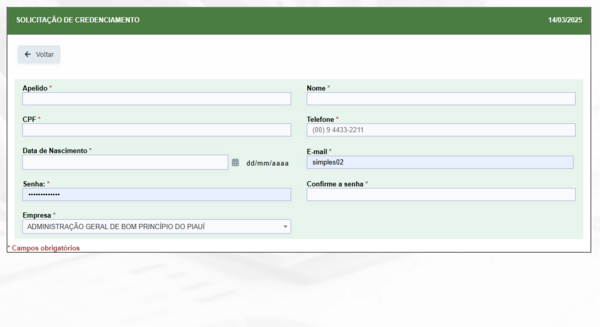 SOLICITAÇÃO DE CREDENCIAMENTO 14/03/2025
Voltar
Apelido * Nome *
CPF * Telefone *
(00) 9 4433-2211
Data de Nascimento * E-mail *
dd/mm/aaaa simples02
Senha: * Confirme a senha *
•••••••••••••
Empresa *
ADMINISTRAÇÃO GERAL DE BOM PRINCÍPIO DO PIAUÍ
* Campos obrigatórios